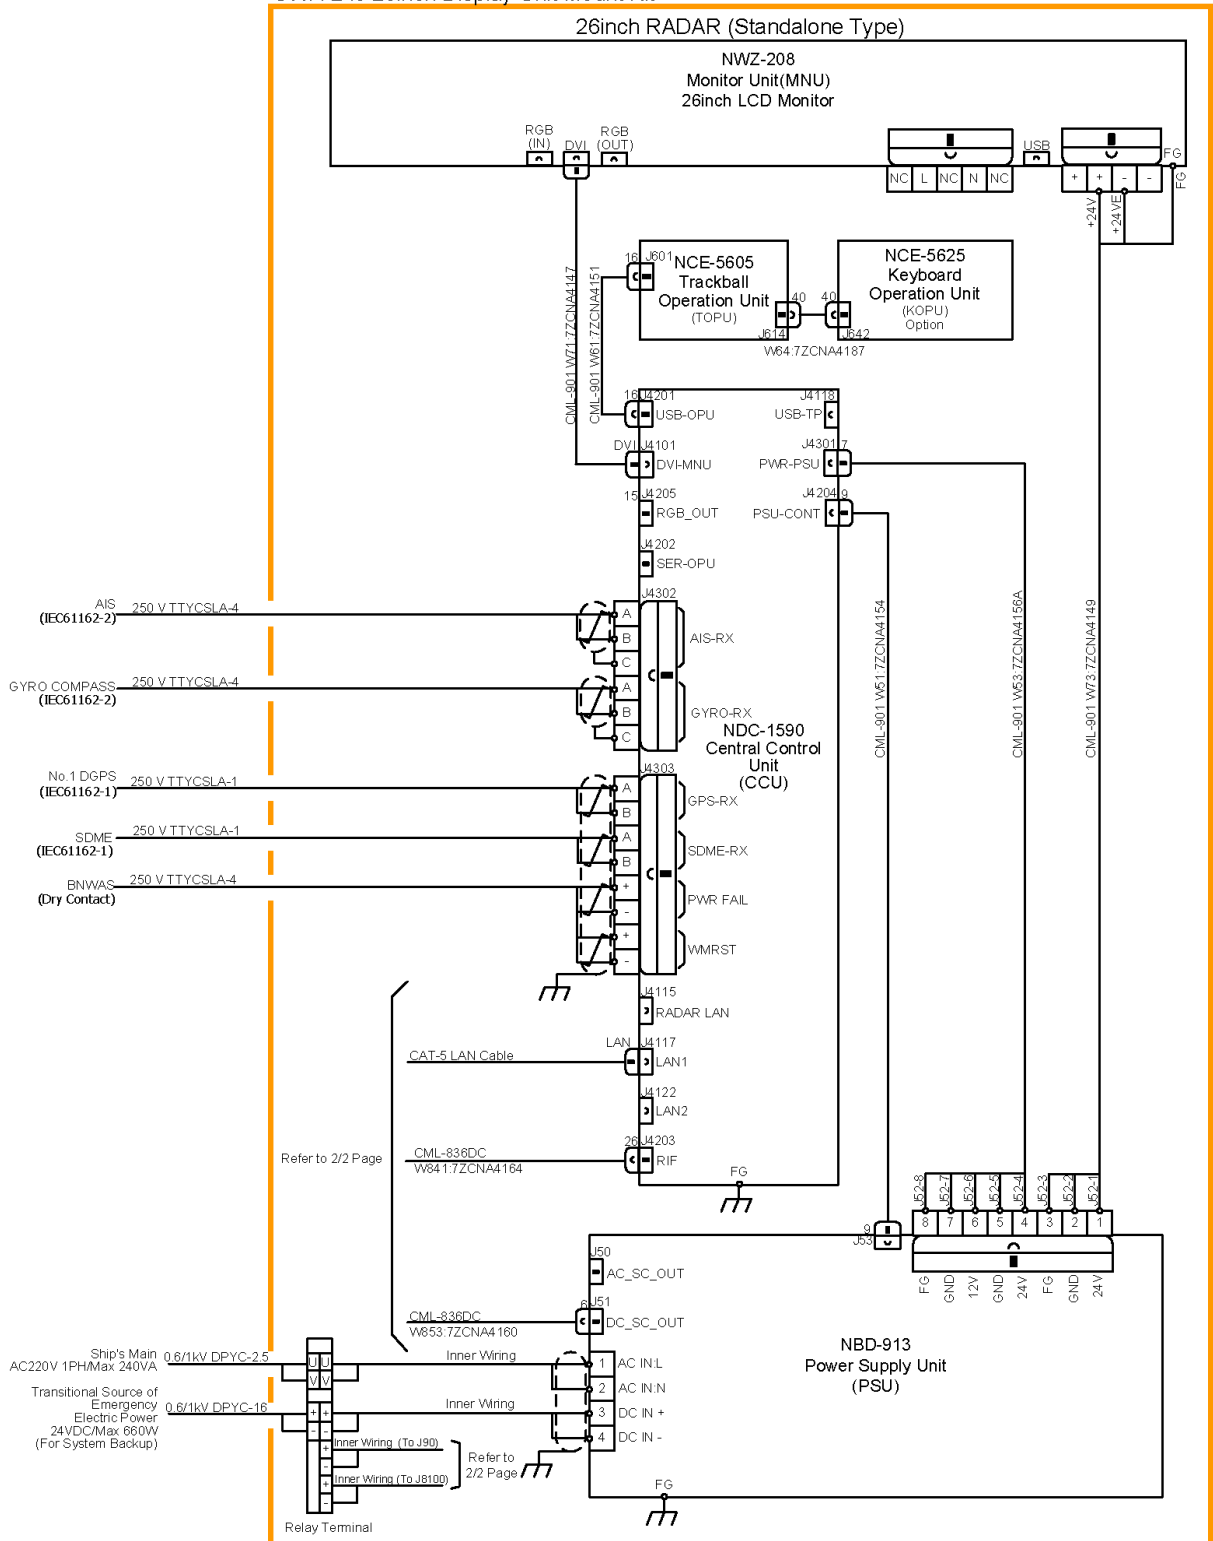 26inch RADAR (Standalone Type)
NWZ-208
Monitor Unit(MNU)
26inch LCD Monitor
RGB
(IN)
DVI
RGB
(OUT)
USB
FG
NC L NC N NC
+ + - -
FG
+24V
+24VE
CML-901 W71:7ZCNA4147
CML-901 W61:7ZCNA4151
16
J601
NCE-5605
Trackball
Operation Unit
(TOPU)
40
J614
NCE-5625
Keyboard
Operation Unit
(KOPU)
Option
40
J642
W64:7ZCNA4187
16 J4201
USB-OPU
J4118
USB-TP
DVI J4101
DVI-MNU
J4301 7
PWR-PSU
15 J4205
RGB_OUT
J4204 9
PSU-CONT
J4202
SER-OPU
AIS
(IEC61162-2)
250 V TTYCSLA-4
J4302
A
B
C
AIS-RX
GYRO COMPASS
(IEC61162-2)
250 V TTYCSLA-4
A
B
C
GYRO-RX
NDC-1590
Central Control
Unit
(CCU)
CML-901 W51:7ZCNA4154
CML-901 W53:7ZCNA4156A
CML-901 W73:7ZCNA4149
No.1 DGPS
(IEC61162-1)
250 V TTYCSLA-1
J4303
A
B
GPS-RX
SDME
(IEC61162-1)
250 V TTYCSLA-1
A
B
SDME-RX
BNWAS
(Dry Contact)
250 V TTYCSLA-4
+
-
PWR FAIL
+
-
WMRST
J4115
RADAR LAN
CAT-5 LAN Cable
LAN J4117
LAN1
J4122
LAN2
Refer to 2/2 Page
CML-836DC
W841:7ZCNA4164
26 J4203
RIF
FG
J52-8 J52-7 J52-6 J52-5 J52-4 J52-3 J52-2 J52-1
8 7 6 5 4 3 2 1
FG GND 12V GND 24V FG GND 24V
9
J53
J50
AC_SC_OUT
CML-836DC
W853:7ZCNA4160
6 J51
DC_SC_OUT
NBD-913
Power Supply Unit
(PSU)
Ship's Main
AC220V 1PH/Max 240VA
0.6/1kV DPYC-2.5
U U
V V
Inner Wiring
1 AC IN:L
2 AC IN:N
Transitional Source of
Emergency
Electric Power
24VDC/Max 660W
(For System Backup)
0.6/1kV DPYC-16
+ +
- -
Inner Wiring
3 DC IN +
4 DC IN -
+
Inner Wiring (To J90)
-
+
Inner Wiring (To J8100)
-
Refer to
2/2 Page
FG
Relay Terminal